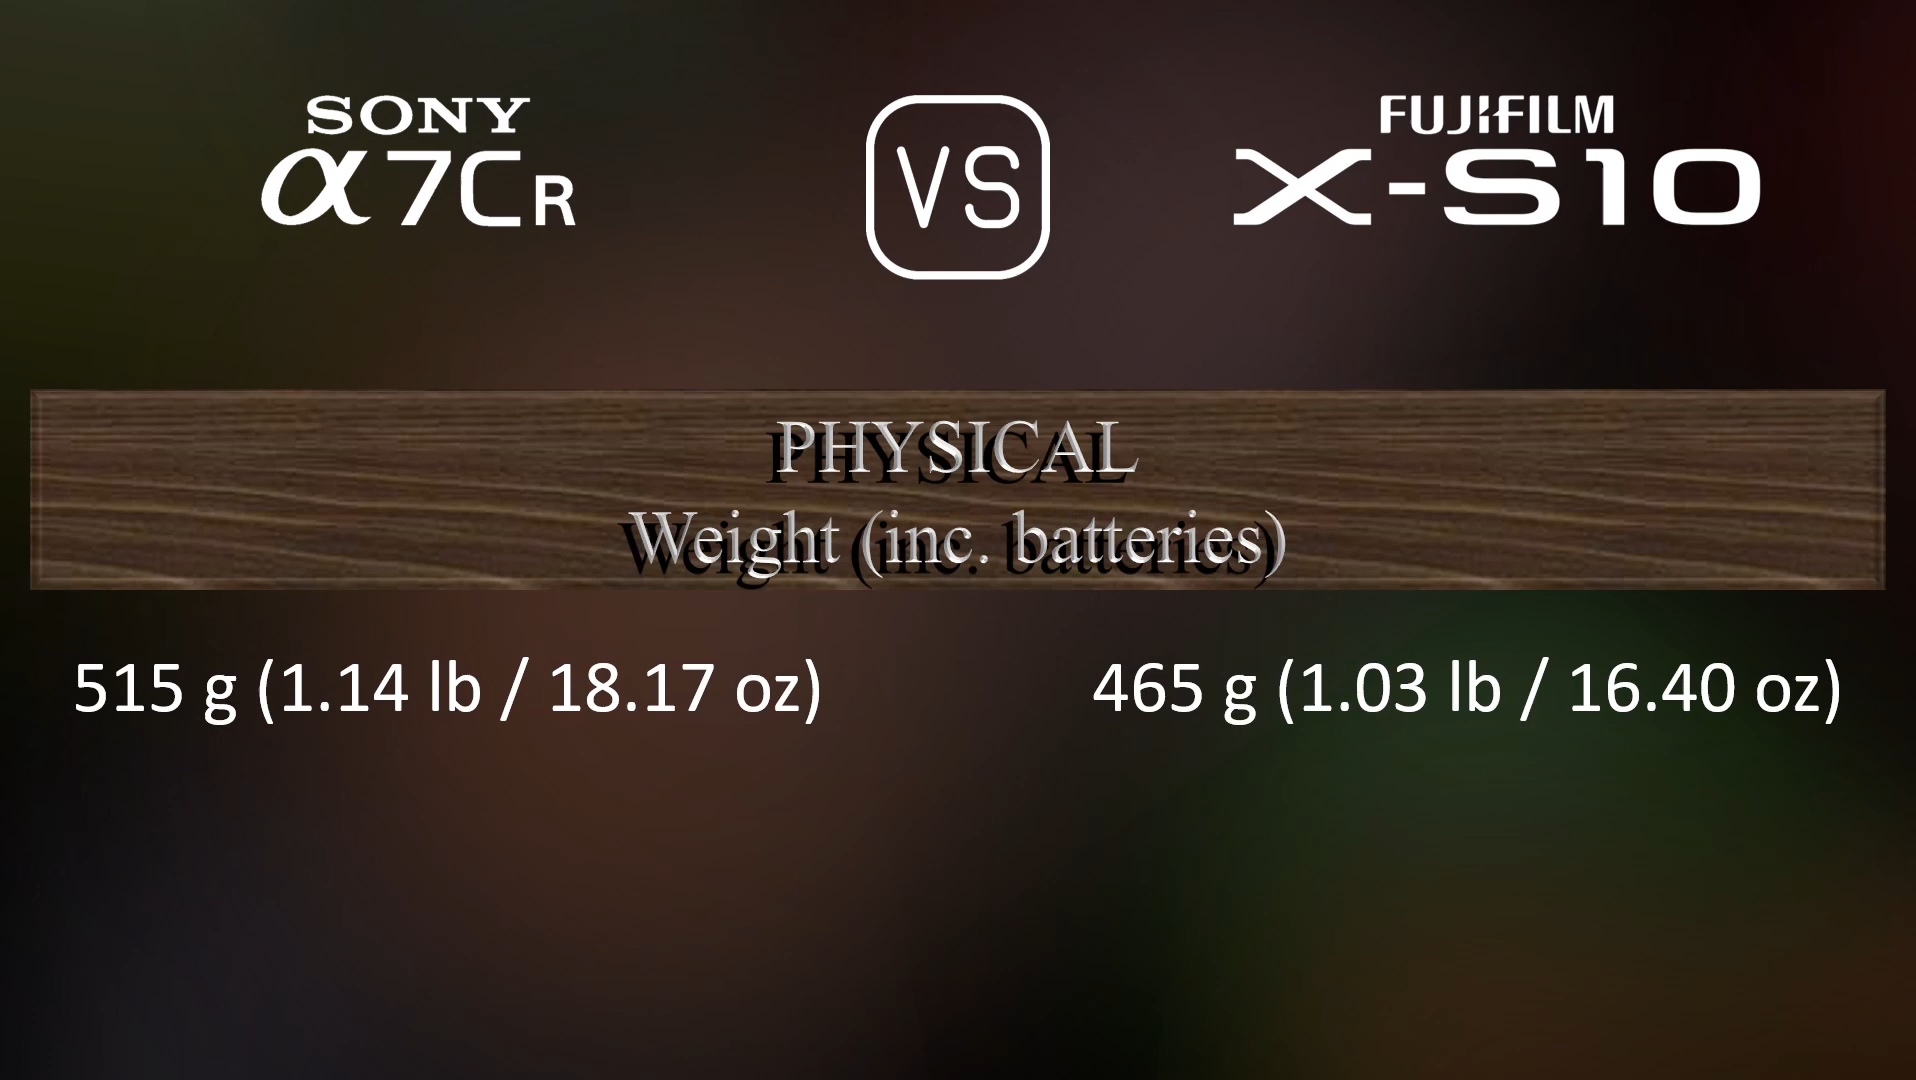 SONY
α7CR
VS
FUJIFILM
X-S10
PHYSICAL
Weight (inc. batteries)
515 g (1.14 lb / 18.17 oz)
465 g (1.03 lb / 16.40 oz)